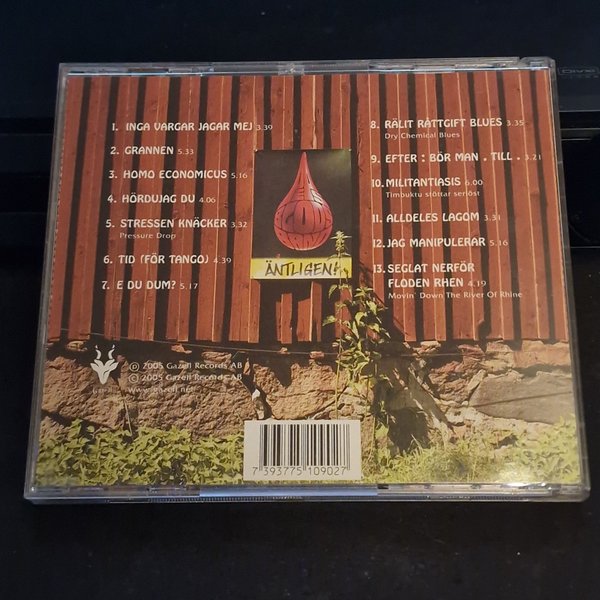 1. INGA VARGAR JAGAR MEJ 3.39
2. GRANNEN 5.33
3. HOMO ECONOMICUS 5.16
4. HÖRDUJAG DU 4.06
5. STRESSEN KNÄCKER 3.32
Pressure Drop
6. TID (FÖR TANGO) 4.39
7. E DU DUM? 5.17
ÄNTLIGEN!
8. RÄLIT RÅTTGIFT BLUES 3.35
Dry Chemical Blues
9. EFTER : BÖR MAN . TILL . 3.21
10. MILITANTIASIS 6.00
Timbuktu stöttar seriöst
11. ALLDELES LAGOM 3.31
12. JAG MANIPULERAR 5.16
13. SEGLAT NERFÖR
FLODEN RHEN 4.19
Movin' Down The River Of Rhine
℗ 2005 Gazell Records AB
© 2005 Gazell Records AB
7 393775 109027